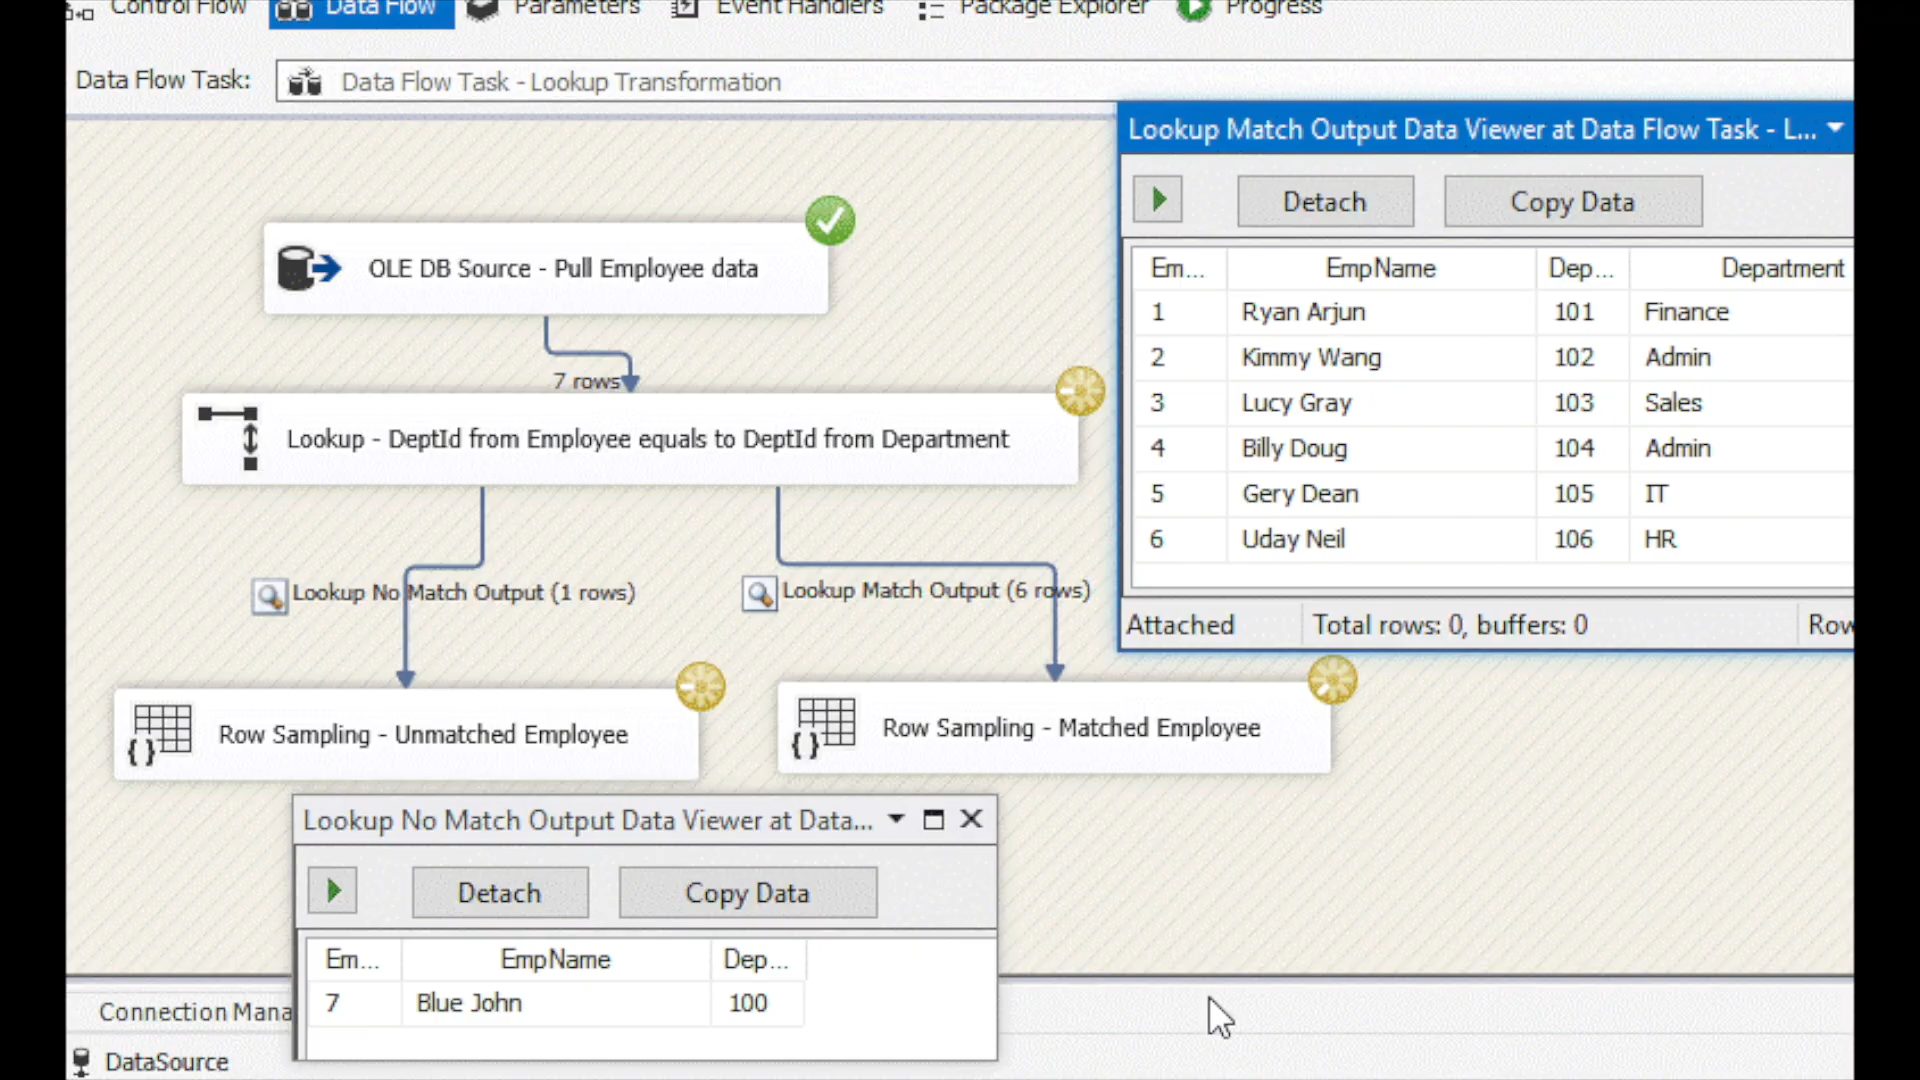 Control Flow
Data Flow
Parameters
Event Handlers
Package Explorer
Progress
Data Flow Task:
Data Flow Task - Lookup Transformation
OLE DB Source - Pull Employee data
7 rows
Lookup - DeptId from Employee equals to DeptId from Department
Lookup No Match Output (1 rows)
Lookup Match Output (6 rows)
Row Sampling - Unmatched Employee
Row Sampling - Matched Employee
Lookup Match Output Data Viewer at Data Flow Task - L...
Detach Copy Data
Em... EmpName Dep... Department
1 Ryan Arjun 101 Finance
2 Kimmy Wang 102 Admin
3 Lucy Gray 103 Sales
4 Billy Doug 104 Admin
5 Gery Dean 105 IT
6 Uday Neil 106 HR
Attached Total rows: 0, buffers: 0 Row
Lookup No Match Output Data Viewer at Data...
Detach Copy Data
Em... EmpName Dep...
7 Blue John 100
Connection Mana
DataSource